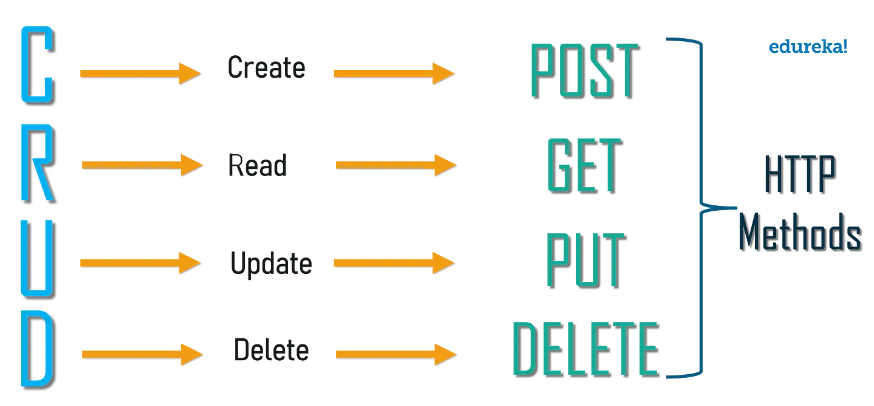 edureka!
C Create POST
R Read GET
U Update PUT
D Delete DELETE
HTTP
Methods